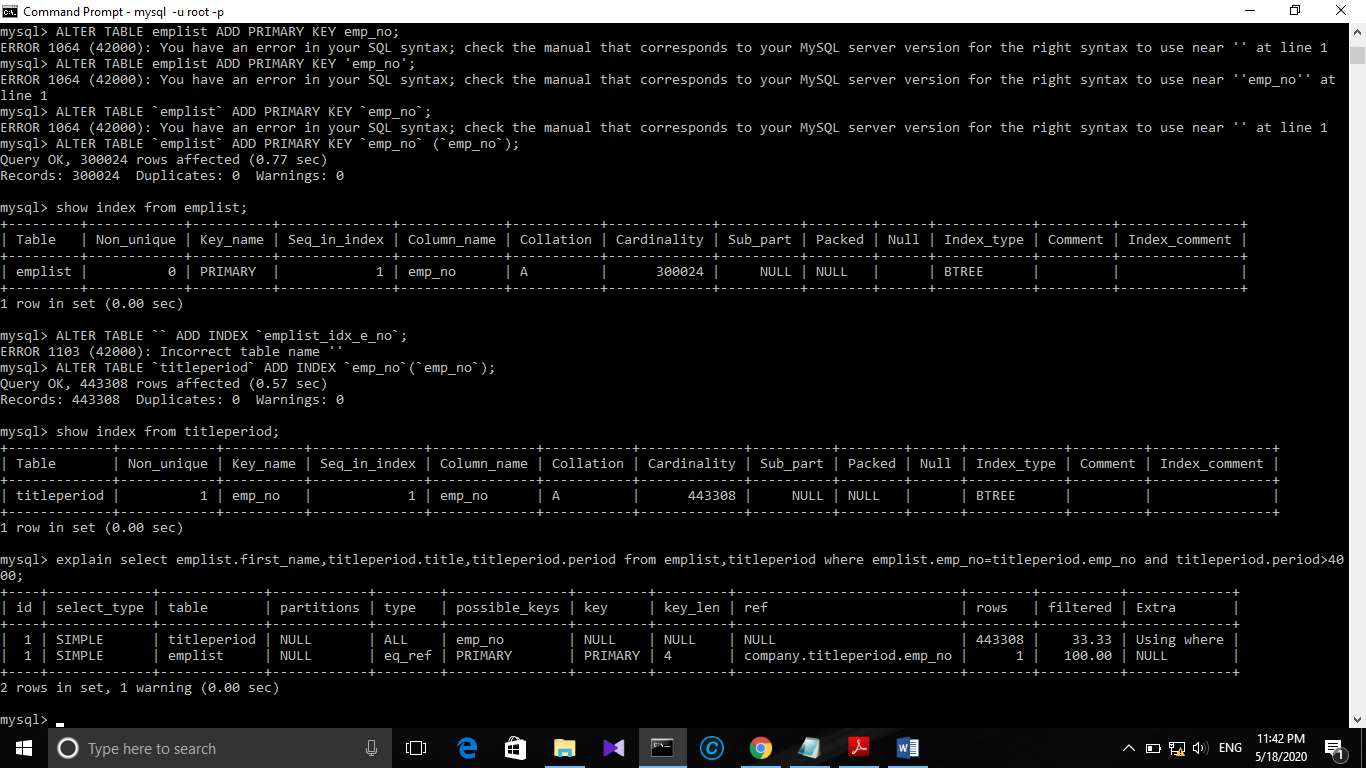 Command Prompt - mysql -u root -p
mysql> ALTER TABLE emplist ADD PRIMARY KEY emp_no;
ERROR 1064 (42000): You have an error in your SQL syntax; check the manual that corresponds to your MySQL server version for the right syntax to use near '' at line 1
mysql> ALTER TABLE emplist ADD PRIMARY KEY 'emp_no';
ERROR 1064 (42000): You have an error in your SQL syntax; check the manual that corresponds to your MySQL server version for the right syntax to use near ''emp_no'' at
line 1
mysql> ALTER TABLE `emplist` ADD PRIMARY KEY `emp_no`;
ERROR 1064 (42000): You have an error in your SQL syntax; check the manual that corresponds to your MySQL server version for the right syntax to use near '' at line 1
mysql> ALTER TABLE `emplist` ADD PRIMARY KEY `emp_no` (`emp_no`);
Query OK, 300024 rows affected (0.77 sec)
Records: 300024  Duplicates: 0  Warnings: 0
mysql> show index from emplist;
| Table   | Non_unique | Key_name | Seq_in_index | Column_name | Collation | Cardinality | Sub_part | Packed | Null | Index_type | Comment | Index_comment |
| emplist |          0 | PRIMARY  |            1 | emp_no      | A         |      300024 |     NULL | NULL   |      | BTREE      |         |               |
1 row in set (0.00 sec)
mysql> ALTER TABLE `` ADD INDEX `emplist_idx_e_no`;
ERROR 1103 (42000): Incorrect table name ''
mysql> ALTER TABLE `titleperiod` ADD INDEX `emp_no`(`emp_no`);
Query OK, 443308 rows affected (0.57 sec)
Records: 443308  Duplicates: 0  Warnings: 0
mysql> show index from titleperiod;
| Table       | Non_unique | Key_name | Seq_in_index | Column_name | Collation | Cardinality | Sub_part | Packed | Null | Index_type | Comment | Index_comment |
| titleperiod |          1 | emp_no   |            1 | emp_no      | A         |      443308 |     NULL | NULL   |      | BTREE      |         |               |
1 row in set (0.00 sec)
mysql> explain select emplist.first_name,titleperiod.title,titleperiod.period from emplist,titleperiod where emplist.emp_no=titleperiod.emp_no and titleperiod.period>40
00;
| id | select_type | table       | partitions | type   | possible_keys | key     | key_len | ref                        | rows   | filtered | Extra       |
|  1 | SIMPLE      | titleperiod | NULL       | ALL    | emp_no        | NULL    | NULL    | NULL                       | 443308 |    33.33 | Using where |
|  1 | SIMPLE      | emplist     | NULL       | eq_ref | PRIMARY       | PRIMARY | 4       | company.titleperiod.emp_no |      1 |   100.00 | NULL        |
2 rows in set, 1 warning (0.00 sec)
mysql>
Type here to search
ENG
11:42 PM
5/18/2020
1